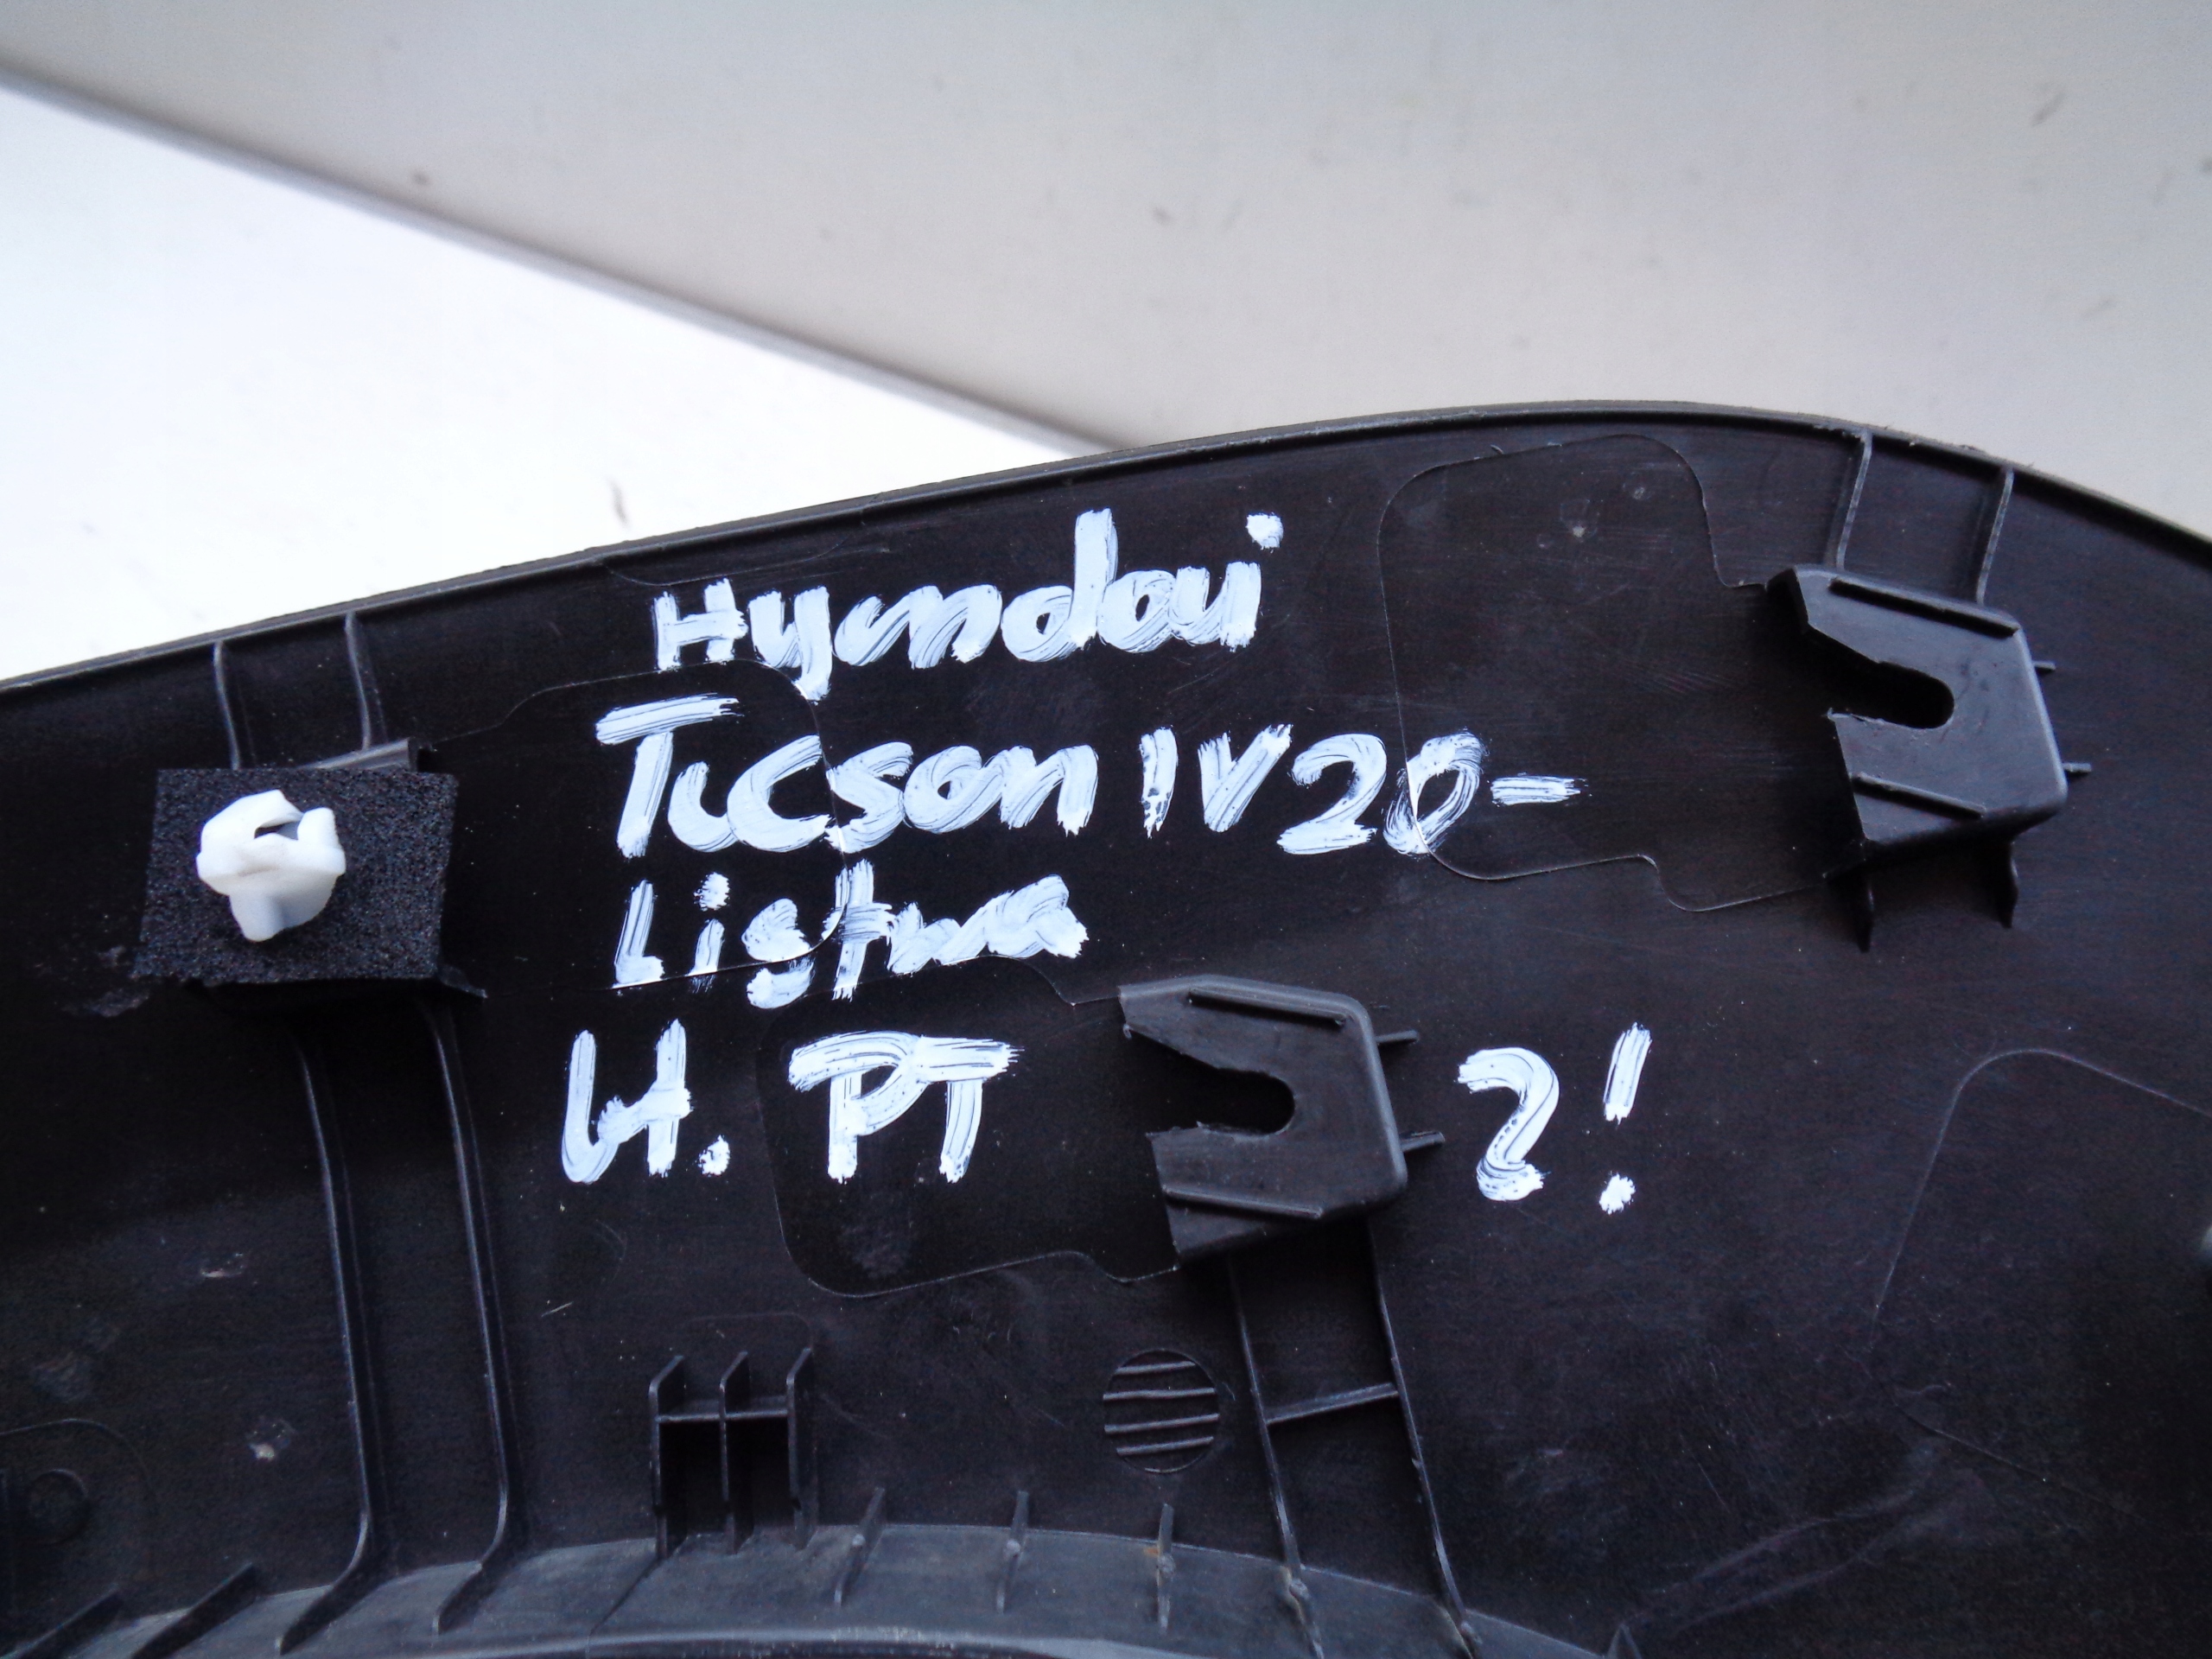 Hyundai
Tucson IV 20-
Listwa
H. PT ?!